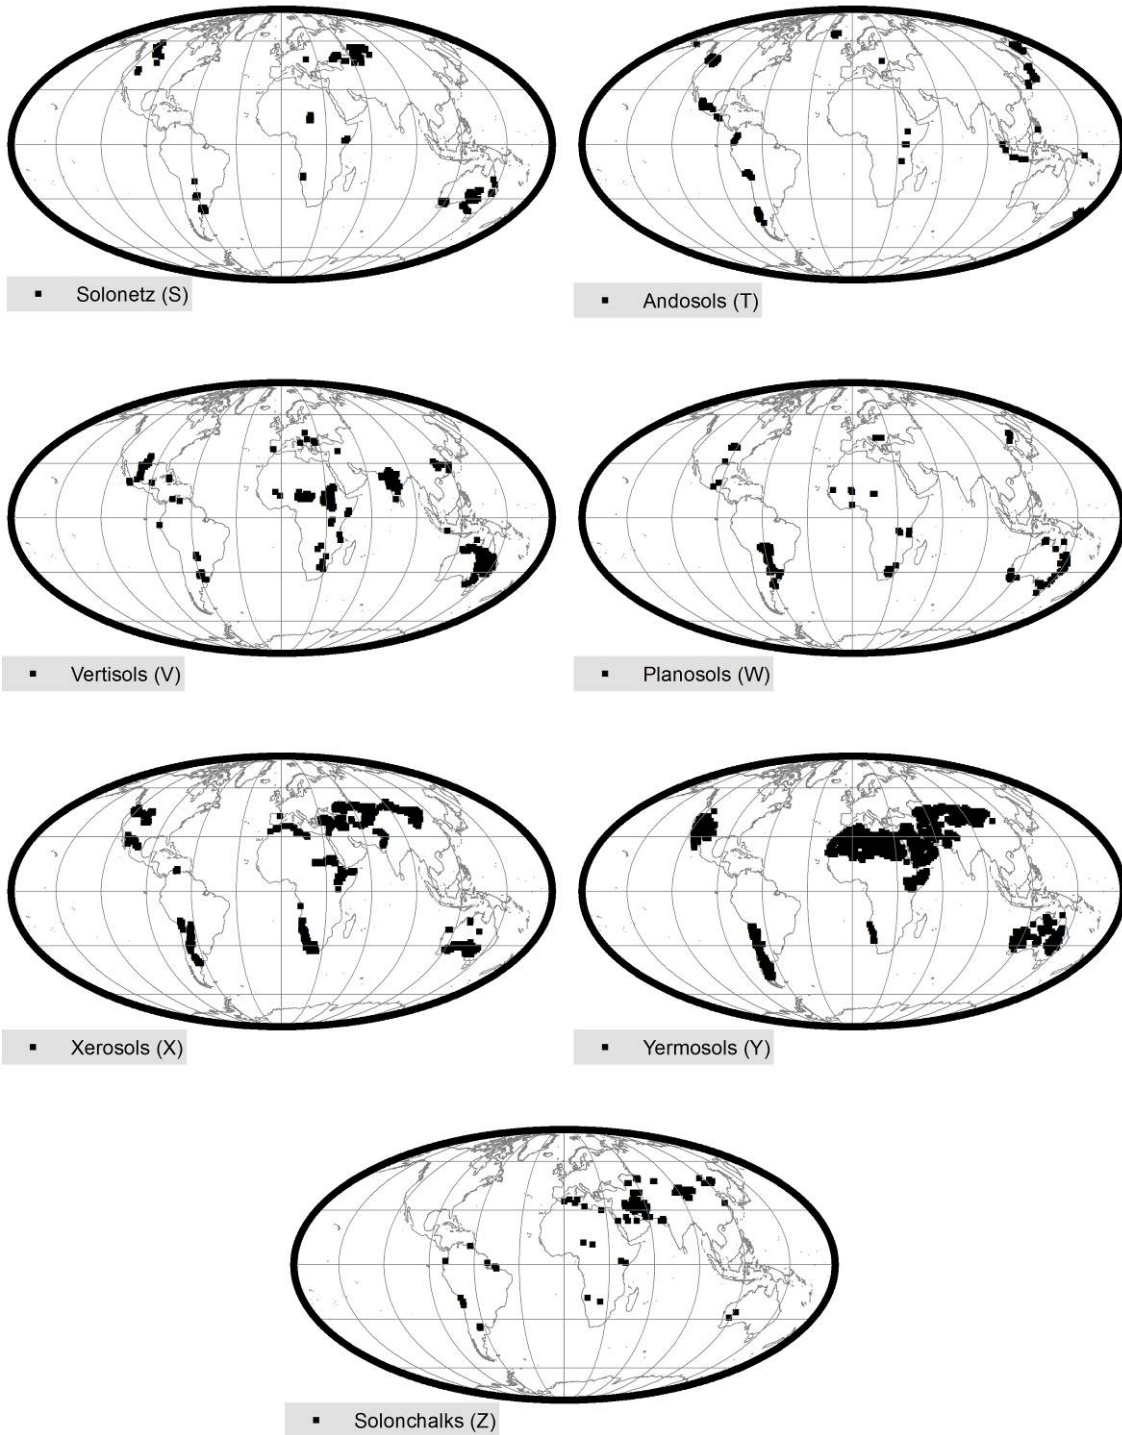 Solonetz (S)
Andosols (T)
Vertisols (V)
Planosols (W)
Xerosols (X)
Yermosols (Y)
Solonchalks (Z)